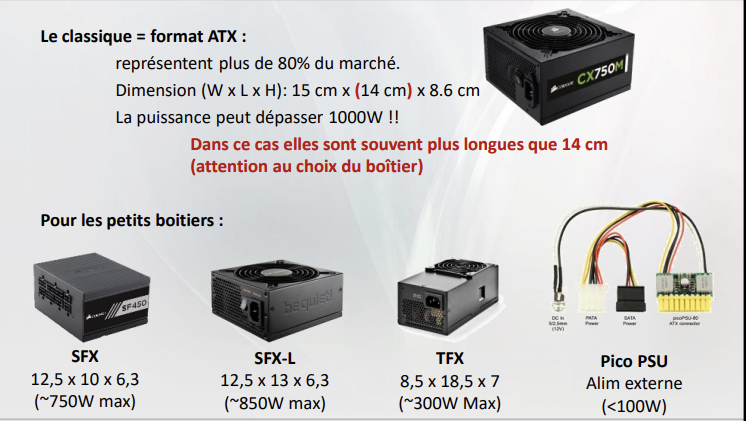 Le classique = format ATX :
représentent plus de 80% du marché.
Dimension (W x L x H): 15 cm x (14 cm) x 8.6 cm
La puissance peut dépasser 1000W !!
Dans ce cas elles sont souvent plus longues que 14 cm
(attention au choix du boîtier)
CORSAIR
CX750M
Pour les petits boitiers :
CORSAIR
SF450
be quiet!
DC in
5/2,5mm
(12V)
PATA
Power
SATA
Power
picoPSU-80
ATX connector
SFX
12,5 x 10 x 6,3
(~750W max)
SFX-L
12,5 x 13 x 6,3
(~850W max)
TFX
8,5 x 18,5 x 7
(~300W Max)
Pico PSU
Alim externe
(<100W)